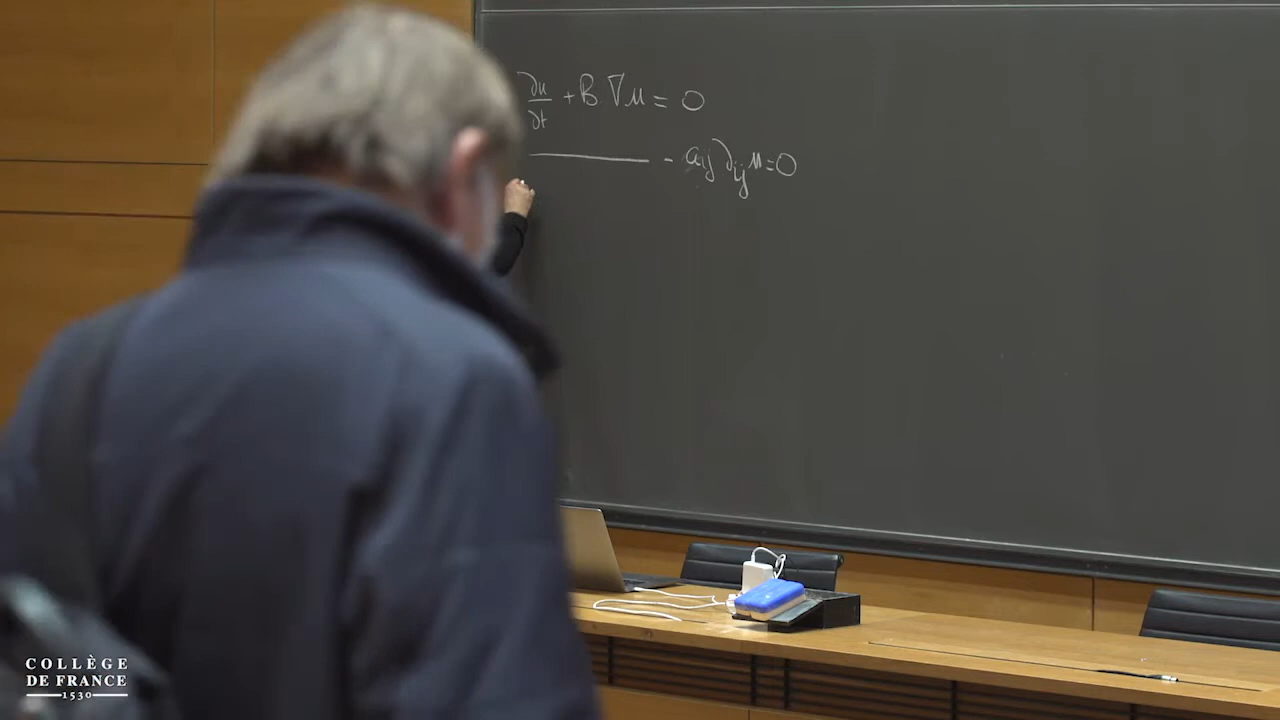 ∂u/∂t + B ∇u = 0
——— - aij ∂ij u = 0
COLLÈGE
DE FRANCE
1530